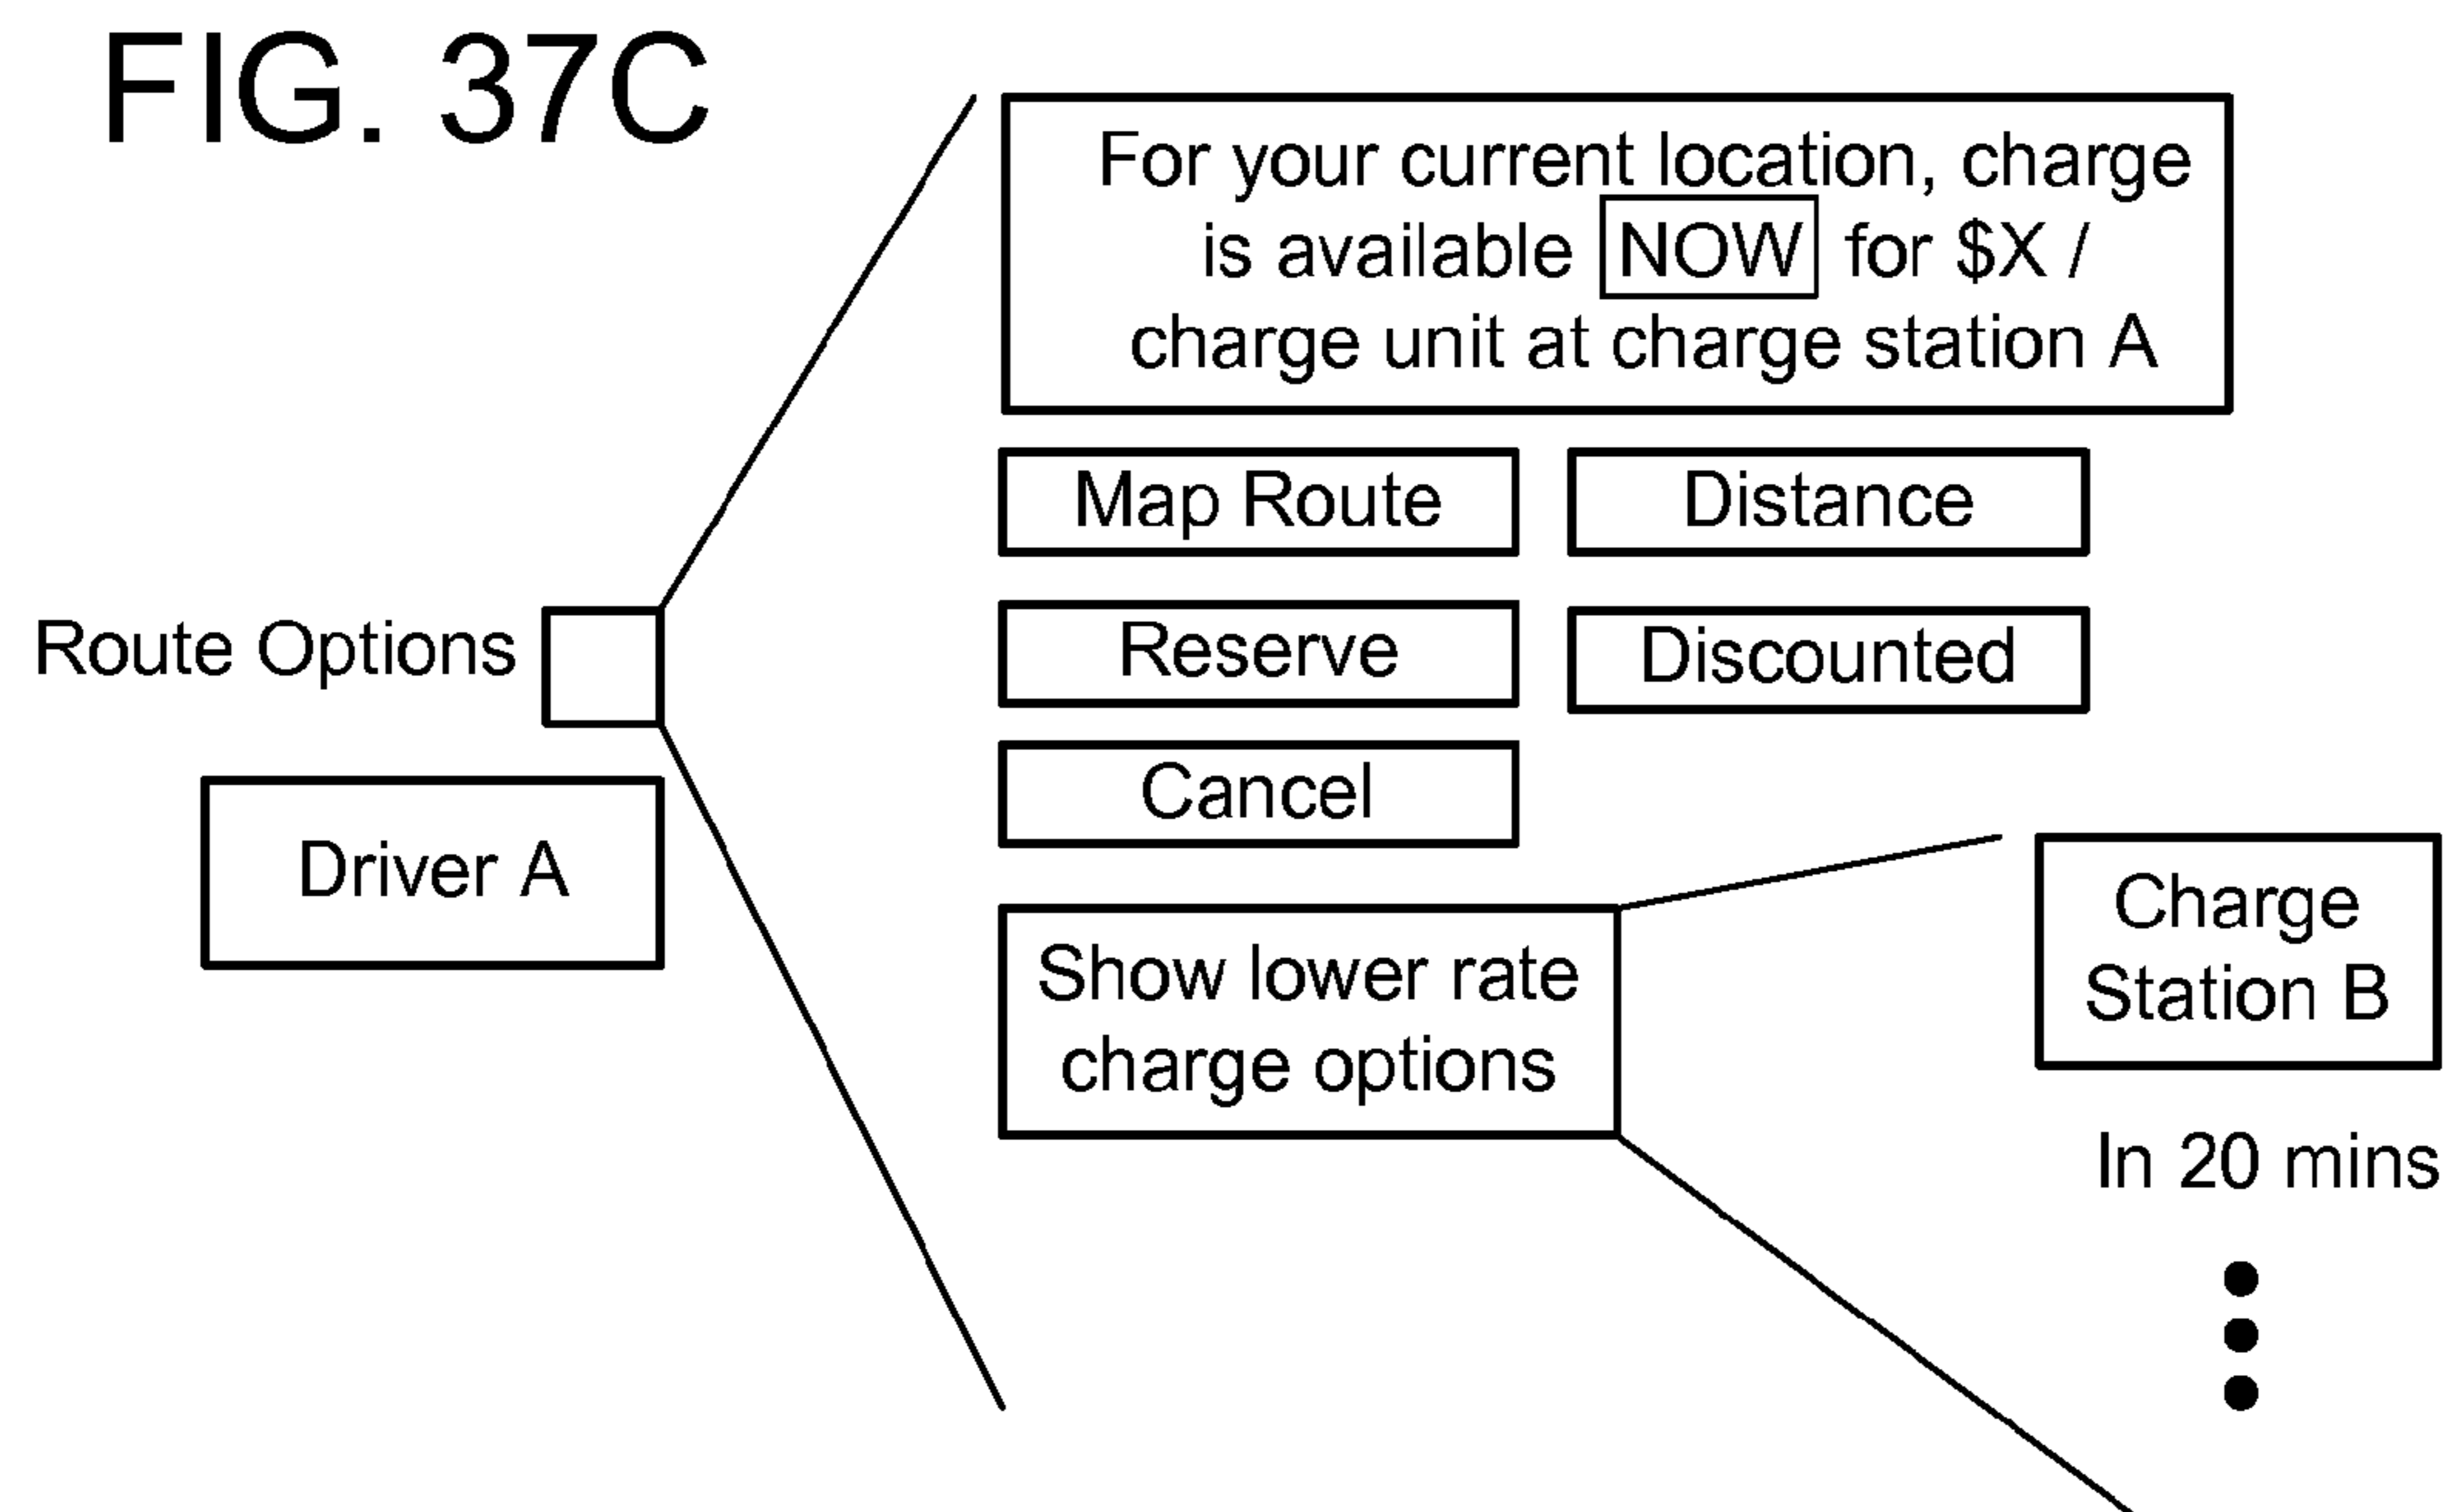 FIG. 37C
For your current location, charge
is available NOW for $X /
charge unit at charge station A
Map Route
Distance
Route Options
Reserve
Discounted
Cancel
Driver A
Show lower rate
charge options
Charge
Station B
In 20 mins